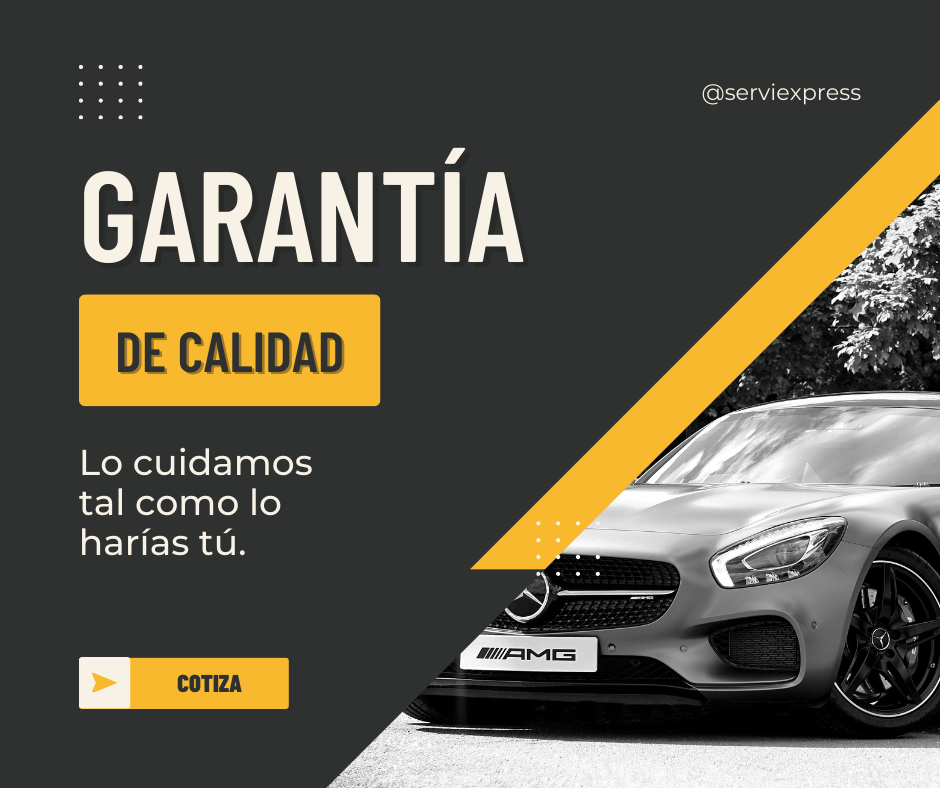 @serviexpress
GARANTÍA
DE CALIDAD
Lo cuidamos
tal como lo
harías tú.
AMG
COTIZA